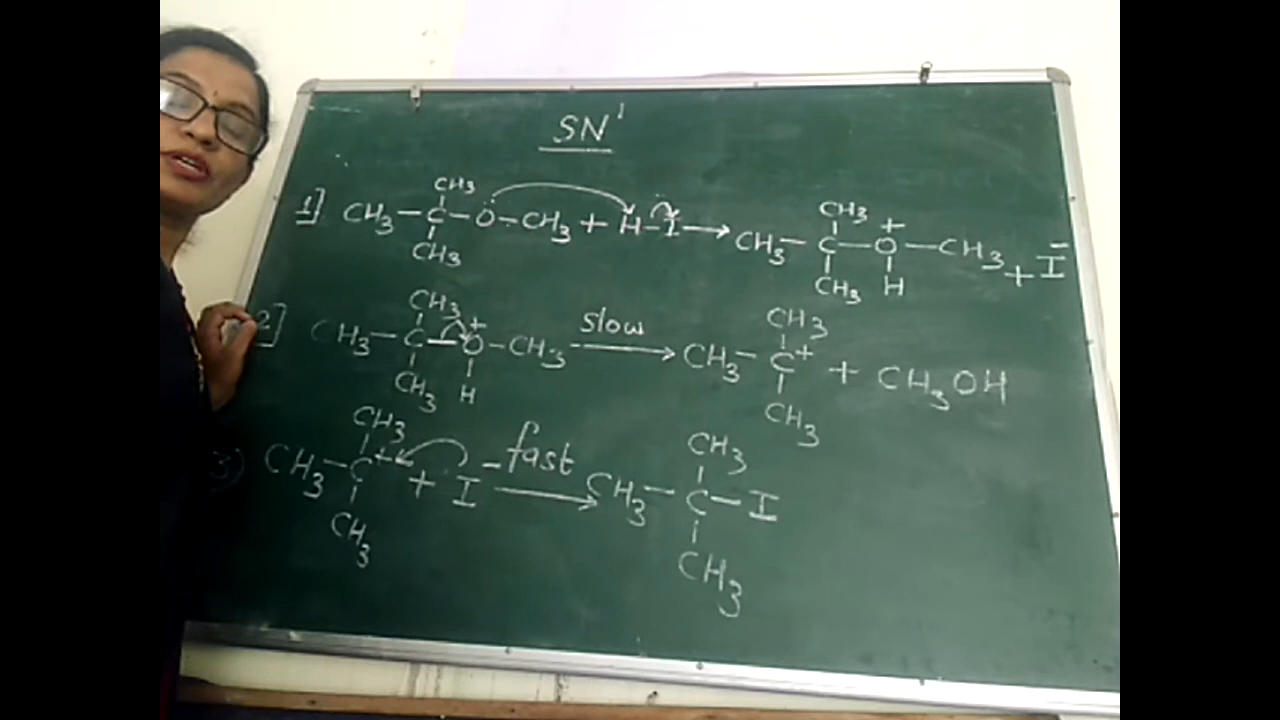 SN¹
CH₃
1] CH₃–C–O–CH₃ + H–I → CH₃–C–O–CH₃ + I⁻
CH₃
CH₃
+
CH₃
H
2] CH₃–C–O–CH₃ slow → CH₃–C⁺ + CH₃OH
CH₃
+
CH₃
H
CH₃
CH₃
3) CH₃–C⁺ + I⁻ fast → CH₃–C–I
CH₃
CH₃
CH₃
CH₃